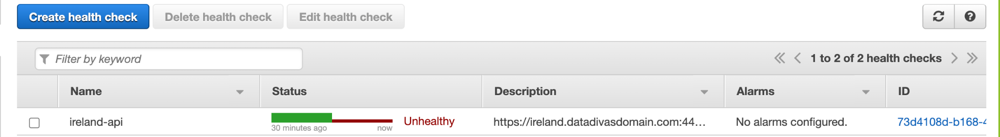 Create health check Delete health check Edit health check
Filter by keyword 1 to 2 of 2 health checks
Name Status Description Alarms ID
ireland-api Unhealthy https://ireland.datadivasdomain.com:44... No alarms configured. 73d4108d-b168-4
30 minutes ago now